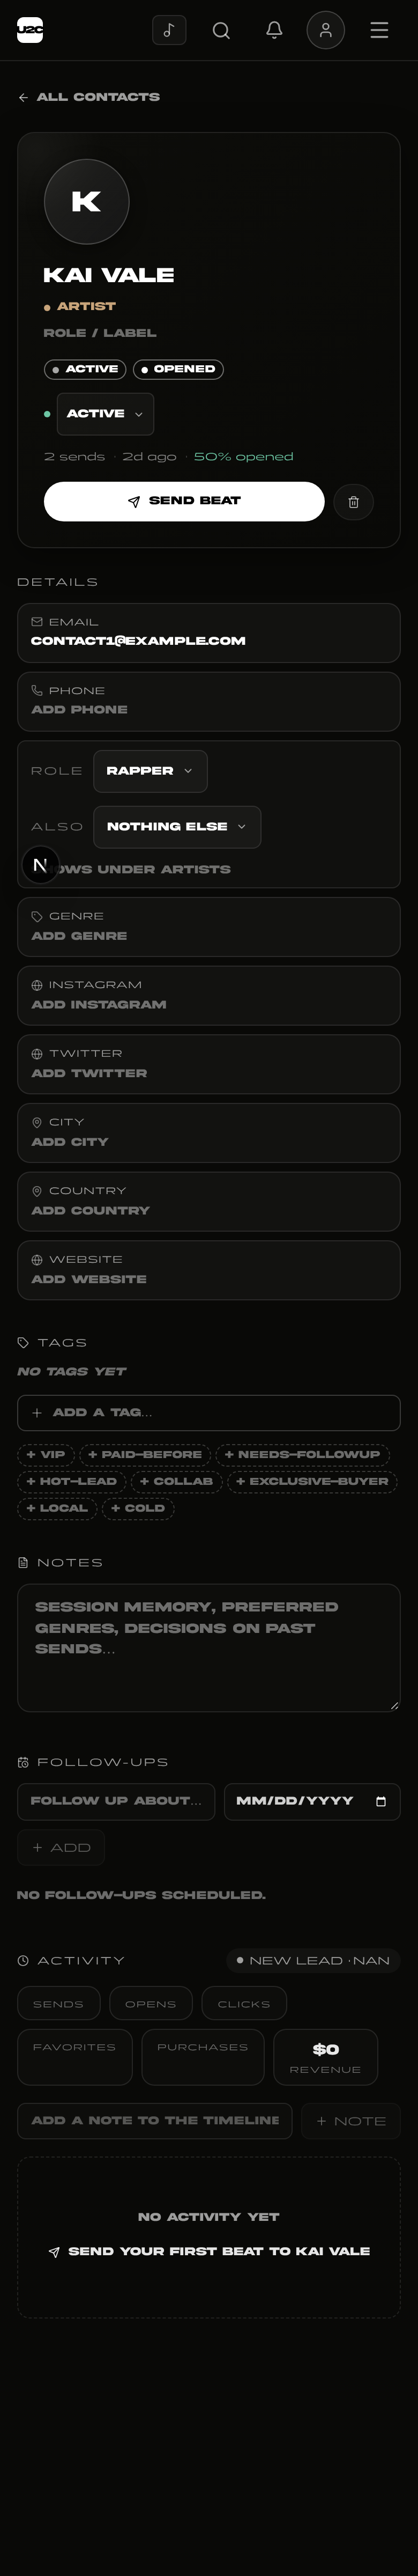 U2C
ALL CONTACTS
K
KAI VALE
ARTIST
ROLE / LABEL
ACTIVE OPENED
ACTIVE
2 sends · 2d ago · 50% opened
SEND BEAT
DETAILS
EMAIL
CONTACT1@EXAMPLE.COM
PHONE
ADD PHONE
ROLE RAPPER
ALSO NOTHING ELSE
N
HOWS UNDER ARTISTS
GENRE
ADD GENRE
INSTAGRAM
ADD INSTAGRAM
TWITTER
ADD TWITTER
CITY
ADD CITY
COUNTRY
ADD COUNTRY
WEBSITE
ADD WEBSITE
TAGS
NO TAGS YET
+ ADD A TAG...
+ VIP + PAID-BEFORE + NEEDS-FOLLOWUP
+ HOT-LEAD + COLLAB + EXCLUSIVE-BUYER
+ LOCAL + COLD
NOTES
SESSION MEMORY, PREFERRED
GENRES, DECISIONS ON PAST
SENDS...
FOLLOW-UPS
FOLLOW UP ABOUT... MM/DD/YYYY
+ ADD
NO FOLLOW-UPS SCHEDULED.
ACTIVITY NEW LEAD · NAN
SENDS OPENS CLICKS
FAVORITES PURCHASES $0
REVENUE
ADD A NOTE TO THE TIMELINE + NOTE
NO ACTIVITY YET
SEND YOUR FIRST BEAT TO KAI VALE